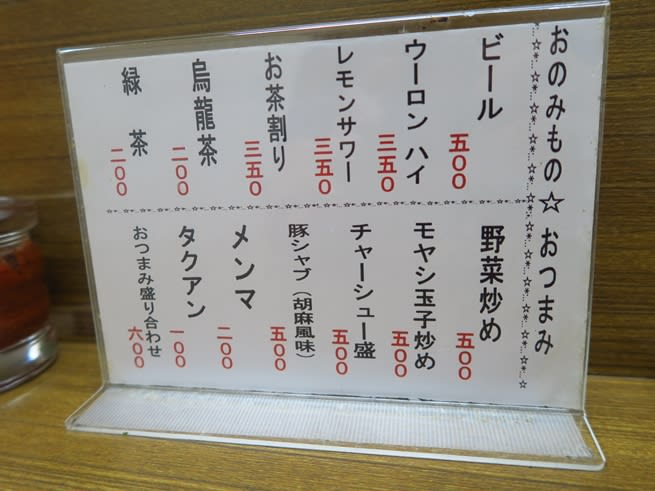 おのみもの☆おつまみ
ビール 五〇〇
ウーロンハイ 三五〇
レモンサワー 三五〇
お茶割り 三五〇
烏龍茶 二〇〇
緑茶 二〇〇
野菜炒め 五〇〇
モヤシ玉子炒め 五〇〇
チャーシュー盛 五〇〇
豚シャブ(胡麻風味) 五〇〇
メンマ 二〇〇
タクアン 一〇〇
おつまみ盛り合わせ 六〇〇